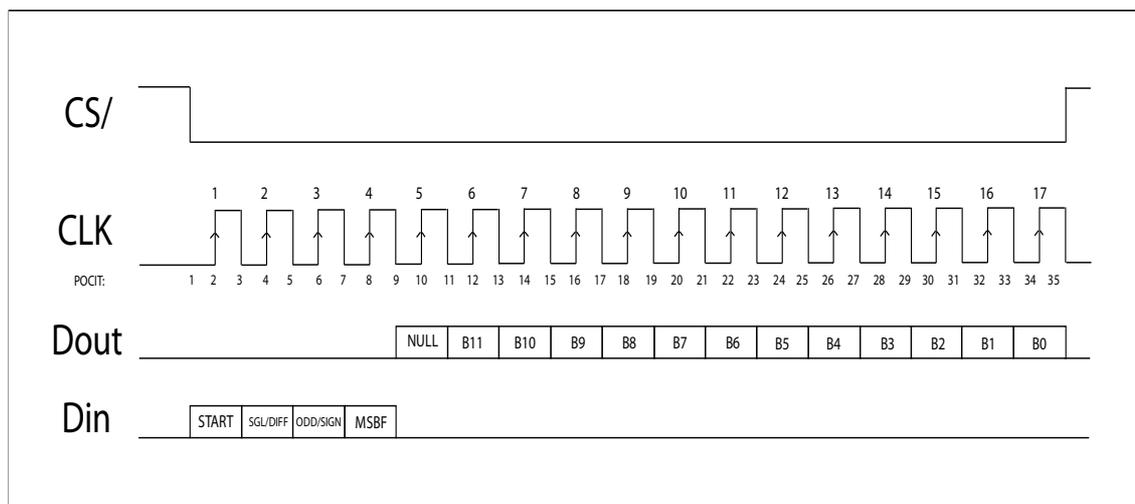 CS/
1 2 3 4 5 6 7 8 9 10 11 12 13 14 15 16 17
CLK
POCIT: 1 2 3 4 5 6 7 8 9 10 11 12 13 14 15 16 17 18 19 20 21 22 23 24 25 26 27 28 29 30 31 32 33 34 35
Dout NULL B11 B10 B9 B8 B7 B6 B5 B4 B3 B2 B1 B0
Din START SGL/DIFF ODD/SIGN MSBF